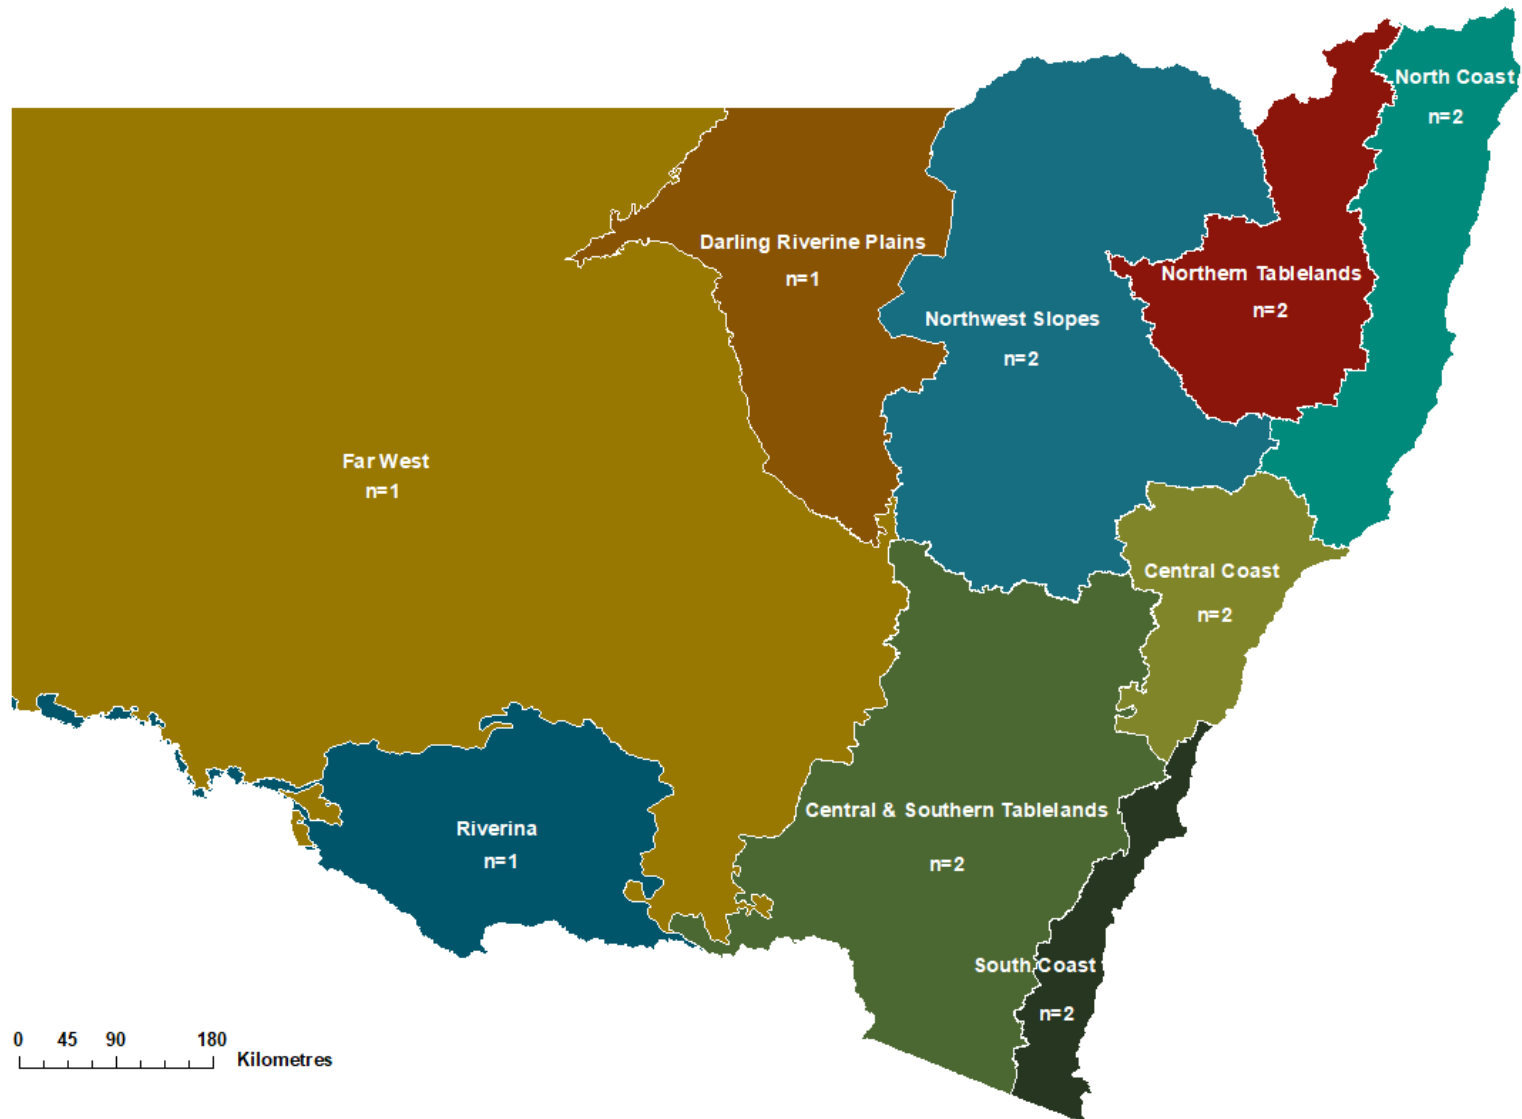 North Coast
n=2
Darling Riverine Plains
n=1
Northern Tablelands
n=2
Northwest Slopes
n=2
Far West
n=1
Central Coast
n=2
Central & Southern Tablelands
n=2
Riverina
n=1
South Coast
n=2
0 45 90 180
Kilometres